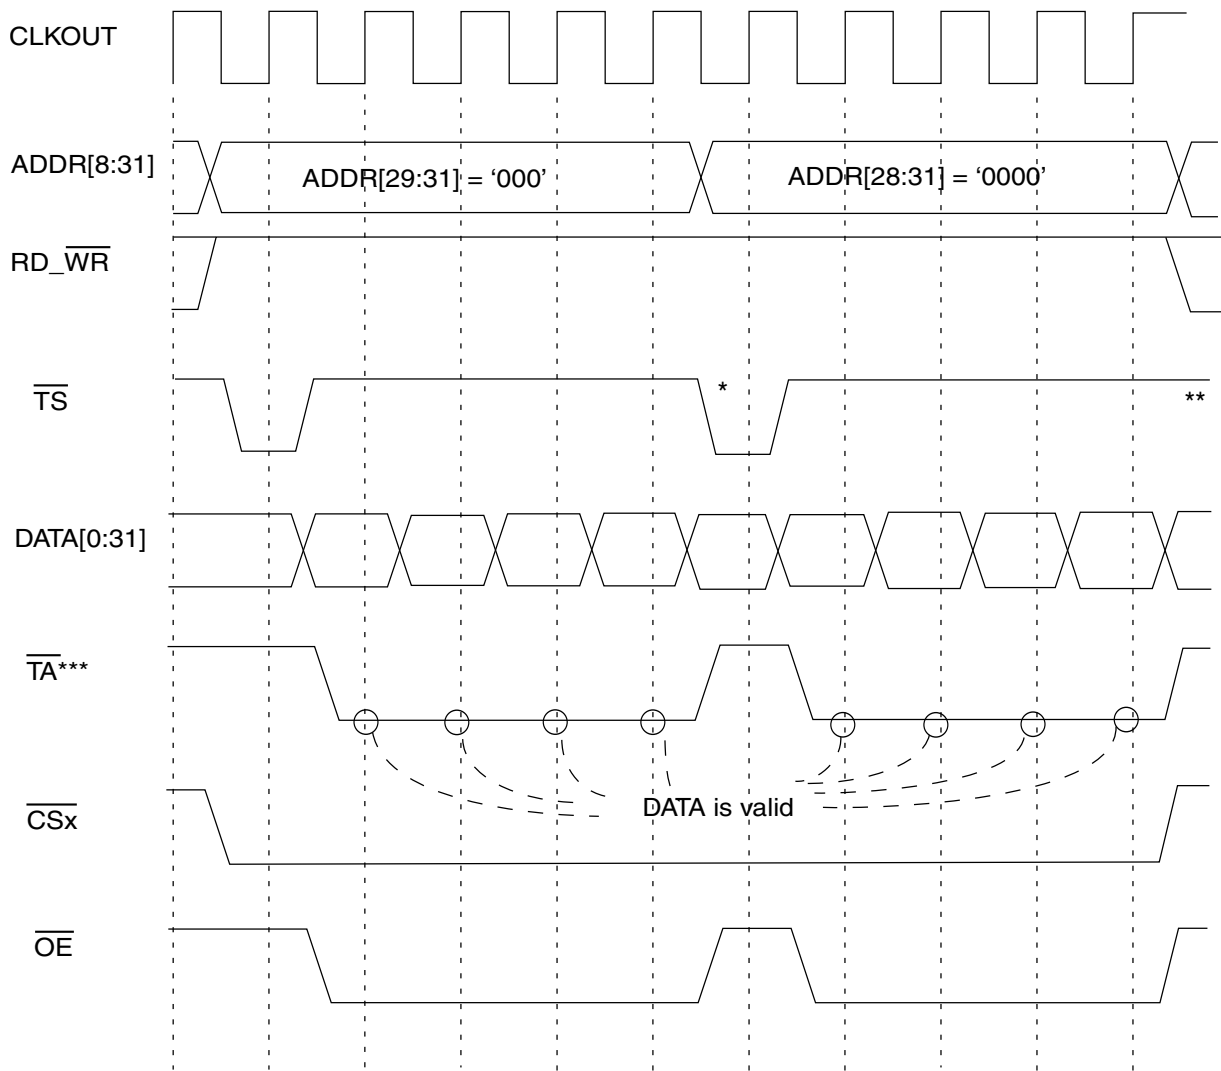 CLKOUT
ADDR[8:31]
ADDR[29:31] = ‘000’
ADDR[28:31] = ‘0000’
RD_WR
TS
*
**
DATA[0:31]
TA***
DATA is valid
CSx
OE